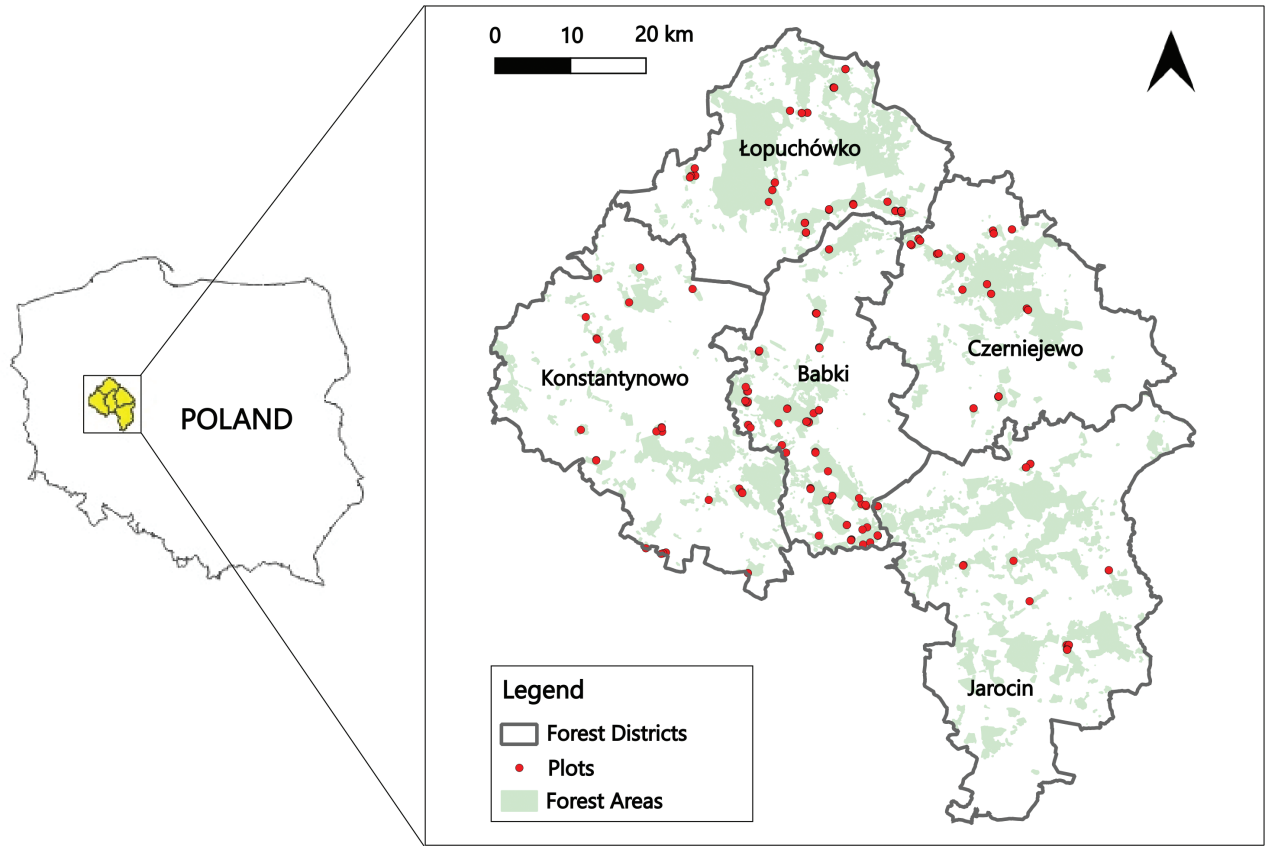 0 10 20 km
Łopuchówko
Czerniejewo
Konstantynowo
Babki
POLAND
Jarocin
Legend
Forest Districts
Plots
Forest Areas